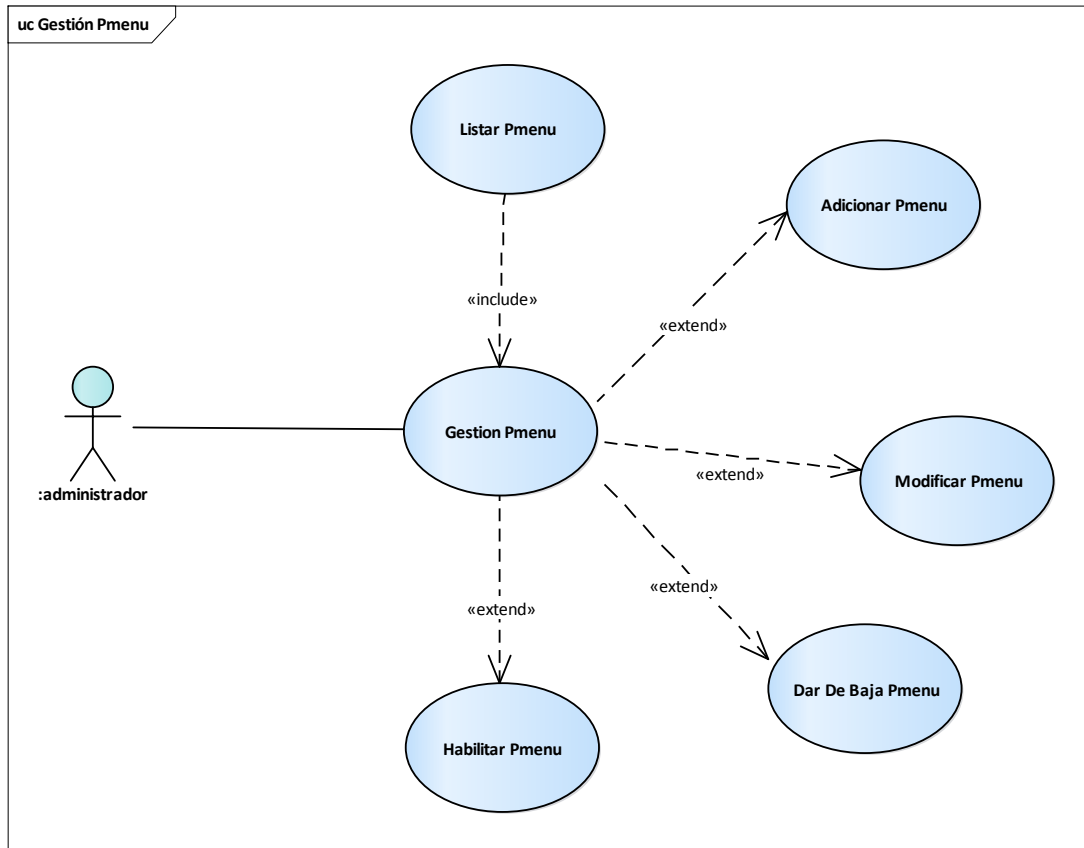 uc Gestión Pmenu
Listar Pmenu
Adicionar Pmenu
«include»
«extend»
Gestion Pmenu
Modificar Pmenu
«extend»
:administrador
«extend»
«extend»
Dar De Baja Pmenu
Habilitar Pmenu